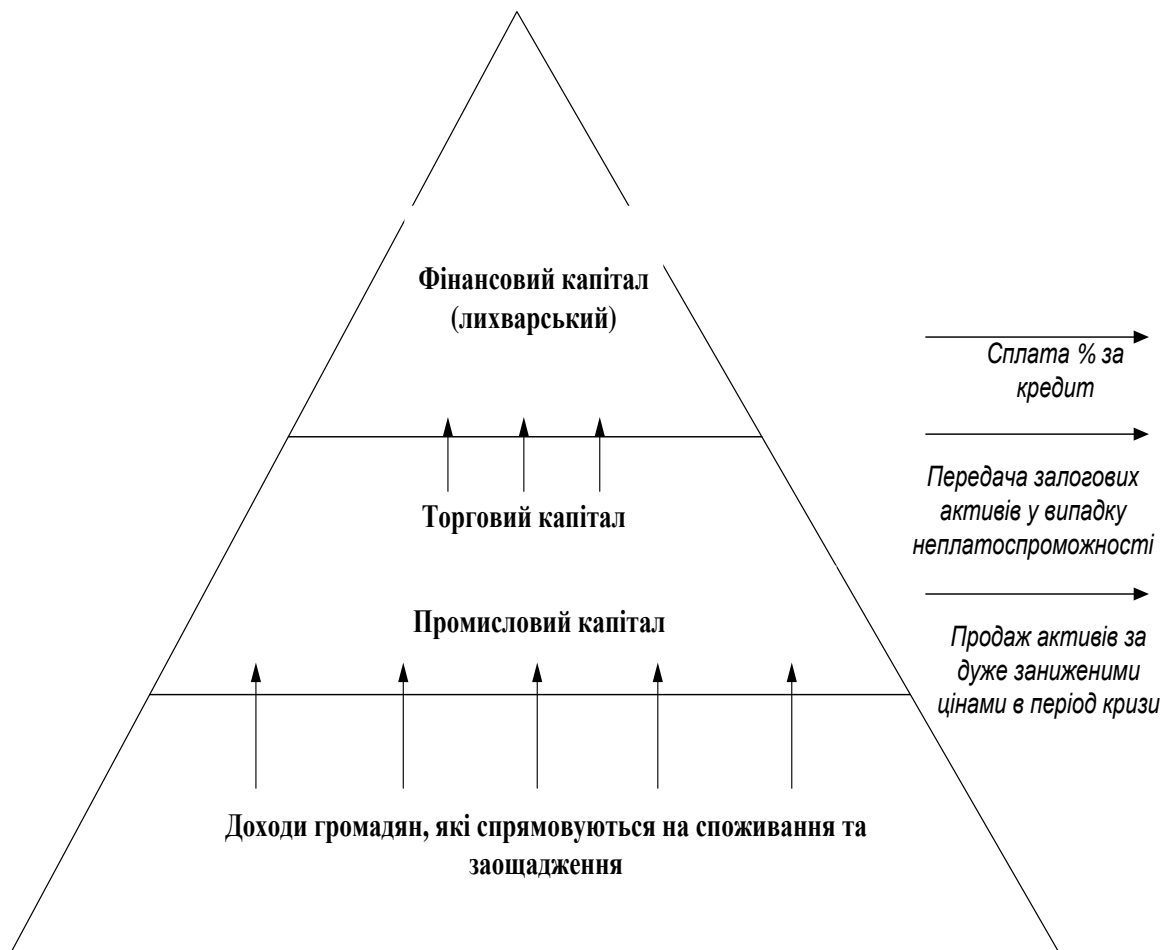 Фінансовий капітал
(лихварський)
Сплата % за
кредит
Торговий капітал
Передача залогових
активів у випадку
неплатоспроможності
Промисловий капітал
Продаж активів за
дуже заниженими
цінами в період кризи
Доходи громадян, які спрямовуються на споживання та
заощадження